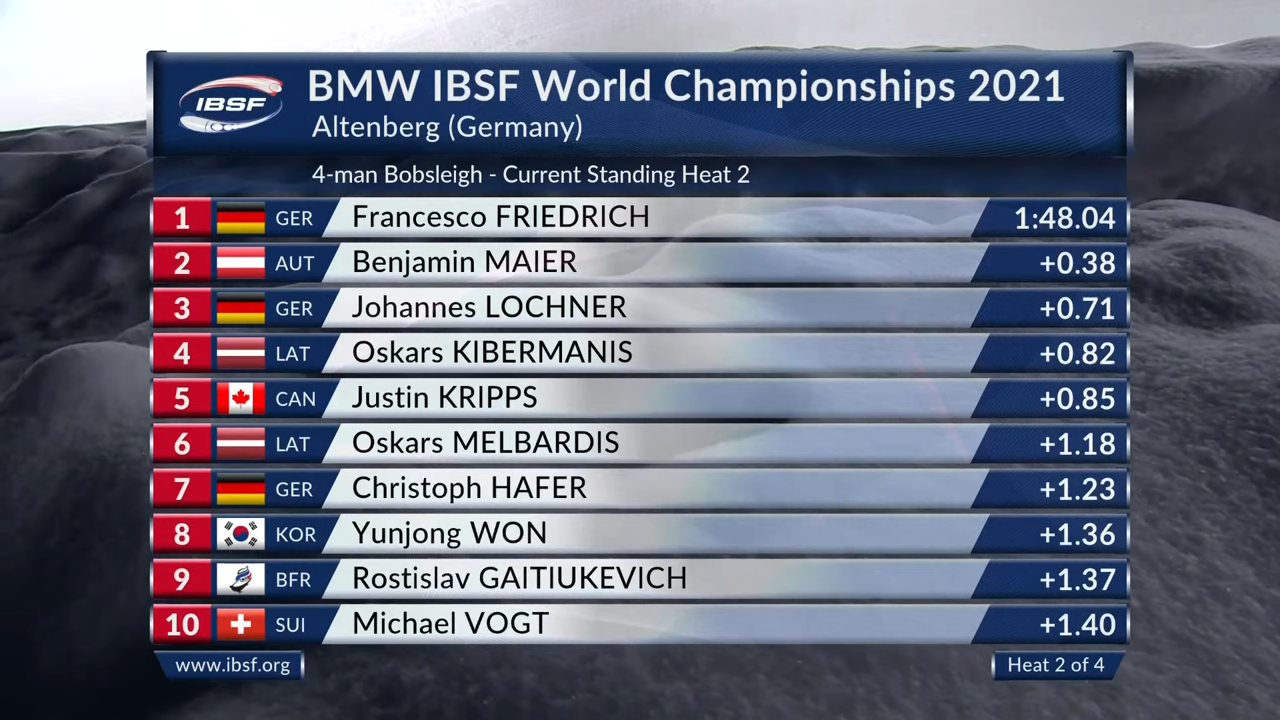 IBSF
BMW IBSF World Championships 2021
Altenberg (Germany)
4-man Bobsleigh - Current Standing Heat 2
1 GER Francesco FRIEDRICH 1:48.04
2 AUT Benjamin MAIER +0.38
3 GER Johannes LOCHNER +0.71
4 LAT Oskars KIBERMANIS +0.82
5 CAN Justin KRIPPS +0.85
6 LAT Oskars MELBARDIS +1.18
7 GER Christoph HAFER +1.23
8 KOR Yunjong WON +1.36
9 BFR Rostislav GAITIUKEVICH +1.37
10 SUI Michael VOGT +1.40
www.ibsf.org Heat 2 of 4